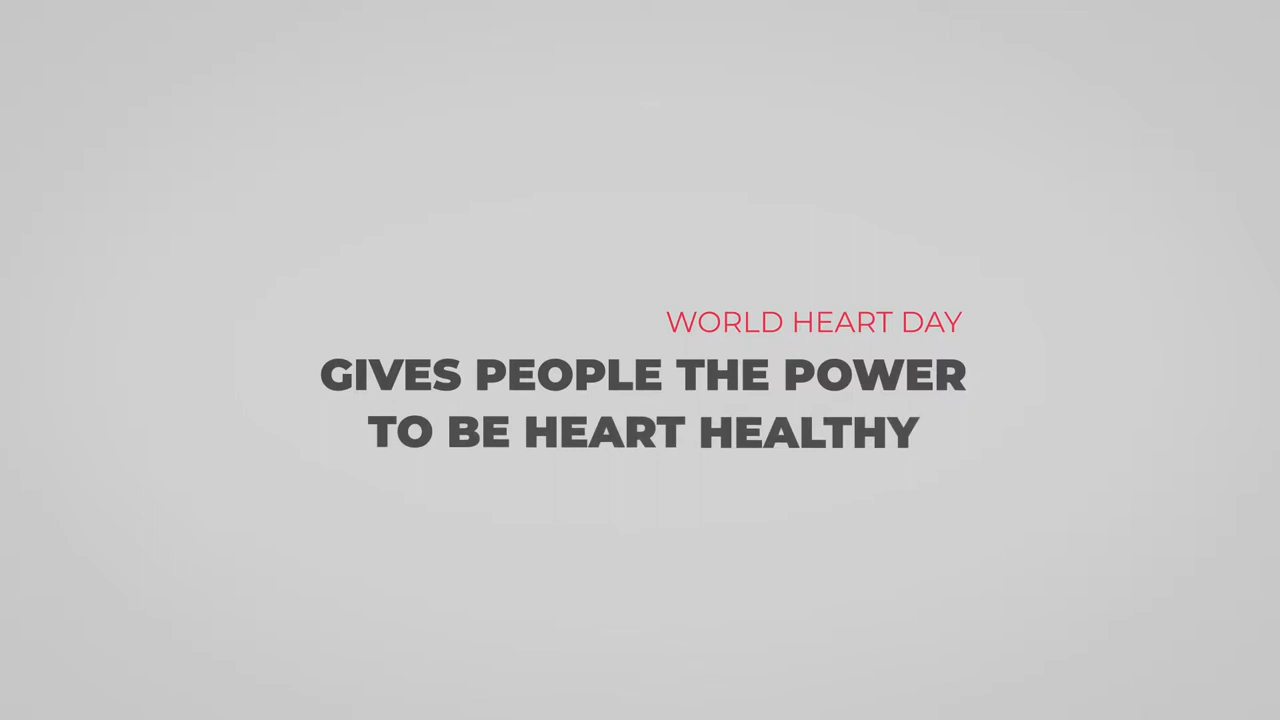 WORLD HEART DAY
GIVES PEOPLE THE POWER
TO BE HEART HEALTHY